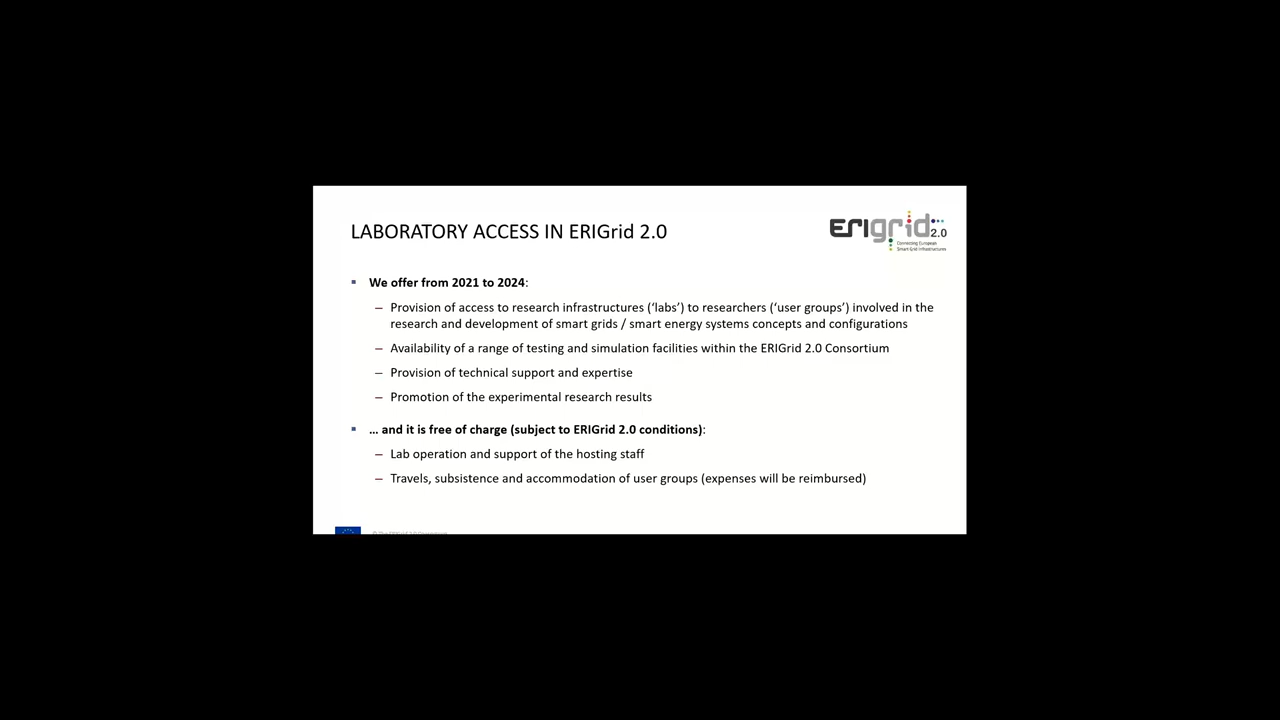 LABORATORY ACCESS IN ERIGrid 2.0
ERIgrid 2.0
Connecting European
Smart Grid Infrastructures
▪ We offer from 2021 to 2024:
– Provision of access to research infrastructures (‘labs’) to researchers (‘user groups’) involved in the
research and development of smart grids / smart energy systems concepts and configurations
– Availability of a range of testing and simulation facilities within the ERIGrid 2.0 Consortium
– Provision of technical support and expertise
– Promotion of the experimental research results
▪ … and it is free of charge (subject to ERIGrid 2.0 conditions):
– Lab operation and support of the hosting staff
– Travels, subsistence and accommodation of user groups (expenses will be reimbursed)